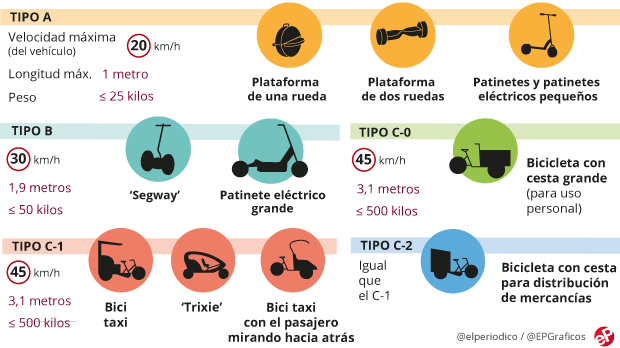 TIPO A
Velocidad máxima
(del vehículo)
20 km/h
Longitud máx. 1 metro
Peso ≤ 25 kilos
Plataforma
de una rueda
Plataforma
de dos ruedas
Patinetes y patinetes
eléctricos pequeños
TIPO B
30 km/h
1,9 metros
≤ 50 kilos
‘Segway’
Patinete eléctrico
grande
TIPO C-0
45 km/h
3,1 metros
≤ 500 kilos
Bicicleta con
cesta grande
(para uso
personal)
TIPO C-1
45 km/h
3,1 metros
≤ 500 kilos
Bici
taxi
‘Trixie’
Bici taxi
con el pasajero
mirando hacia atrás
TIPO C-2
Igual
que
el C-1
Bicicleta con cesta
para distribución
de mercancías
@elperiodico / @EPGraficos
eP